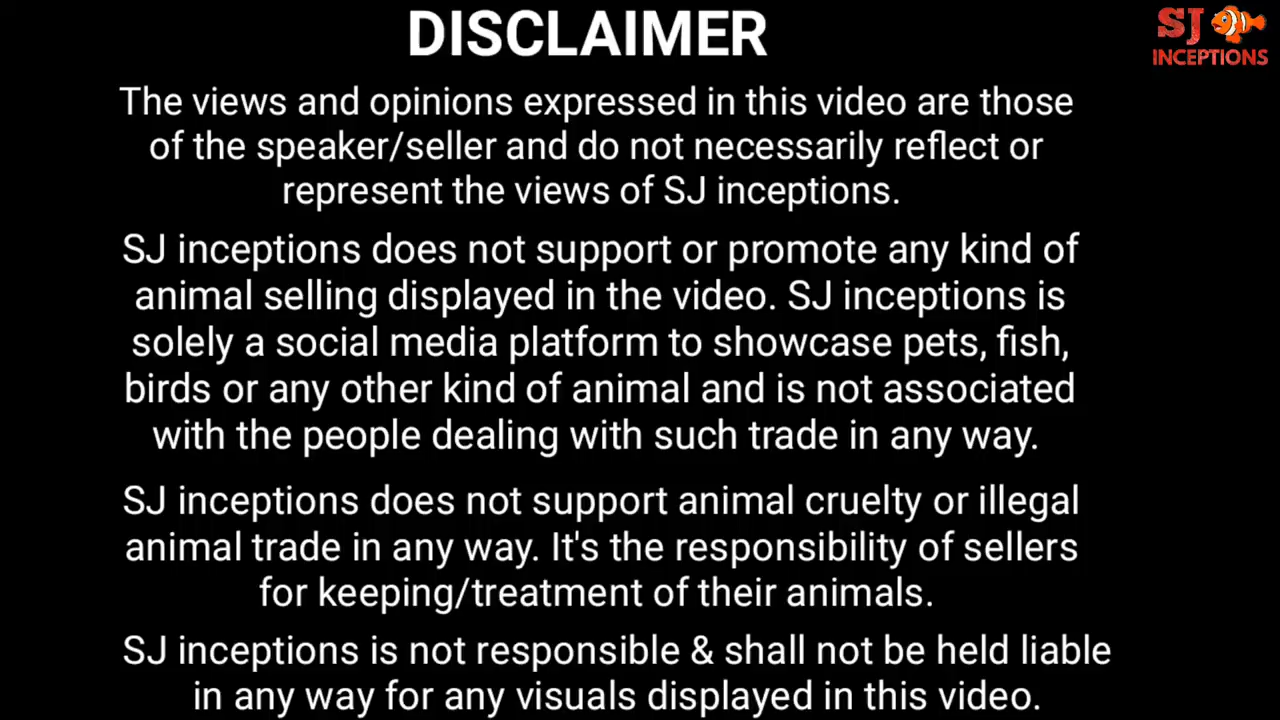 DISCLAIMER
SJ
INCEPTIONS
The views and opinions expressed in this video are those
of the speaker/seller and do not necessarily reflect or
represent the views of SJ inceptions.
SJ inceptions does not support or promote any kind of
animal selling displayed in the video. SJ inceptions is
solely a social media platform to showcase pets, fish,
birds or any other kind of animal and is not associated
with the people dealing with such trade in any way.
SJ inceptions does not support animal cruelty or illegal
animal trade in any way. It's the responsibility of sellers
for keeping/treatment of their animals.
SJ inceptions is not responsible & shall not be held liable
in any way for any visuals displayed in this video.